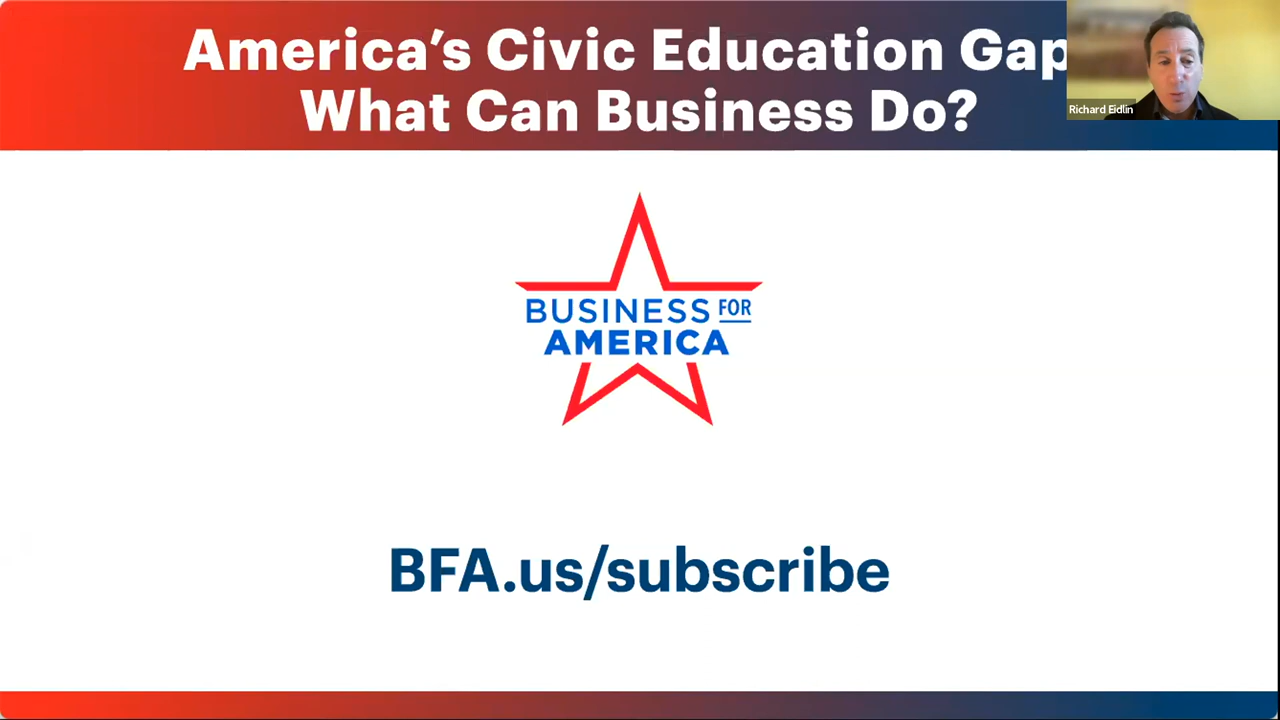 America’s Civic Education Gap
What Can Business Do?
Richard Eidlin
BUSINESS FOR
AMERICA
BFA.us/subscribe